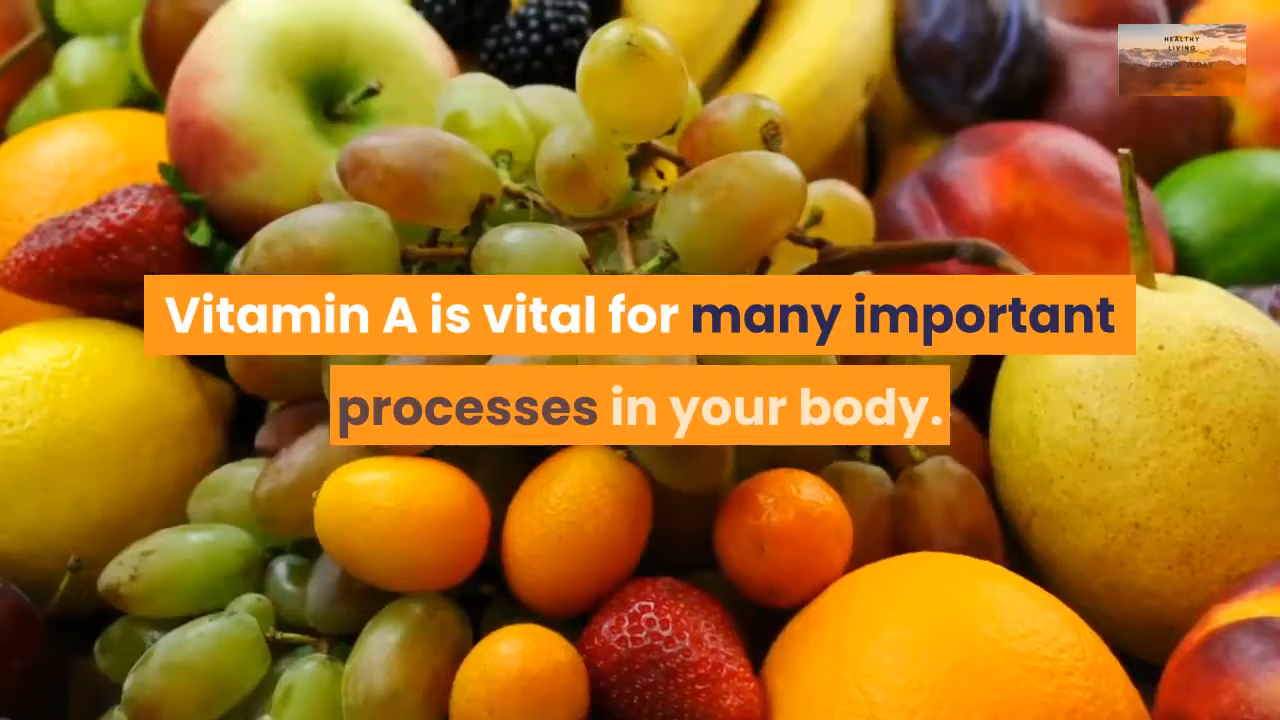 HEALTHY
LIVING
Vitamin A is vital for many important
processes in your body.